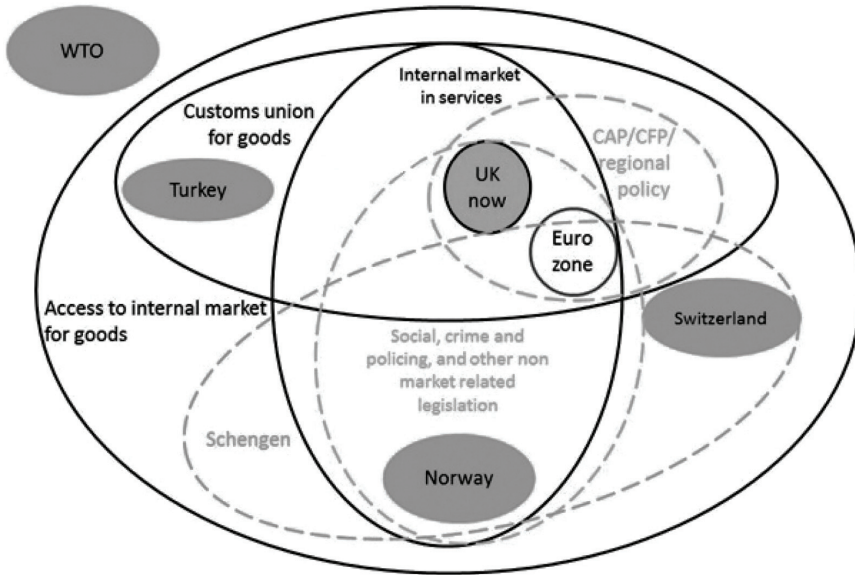 WTO
Internal market
in services
Customs union
for goods
CAP/CFP/
regional
policy
Turkey
UK
now
Euro
zone
Access to internal market
for goods
Switzerland
Social, crime and
policing, and other non
market related
legislation
Schengen
Norway